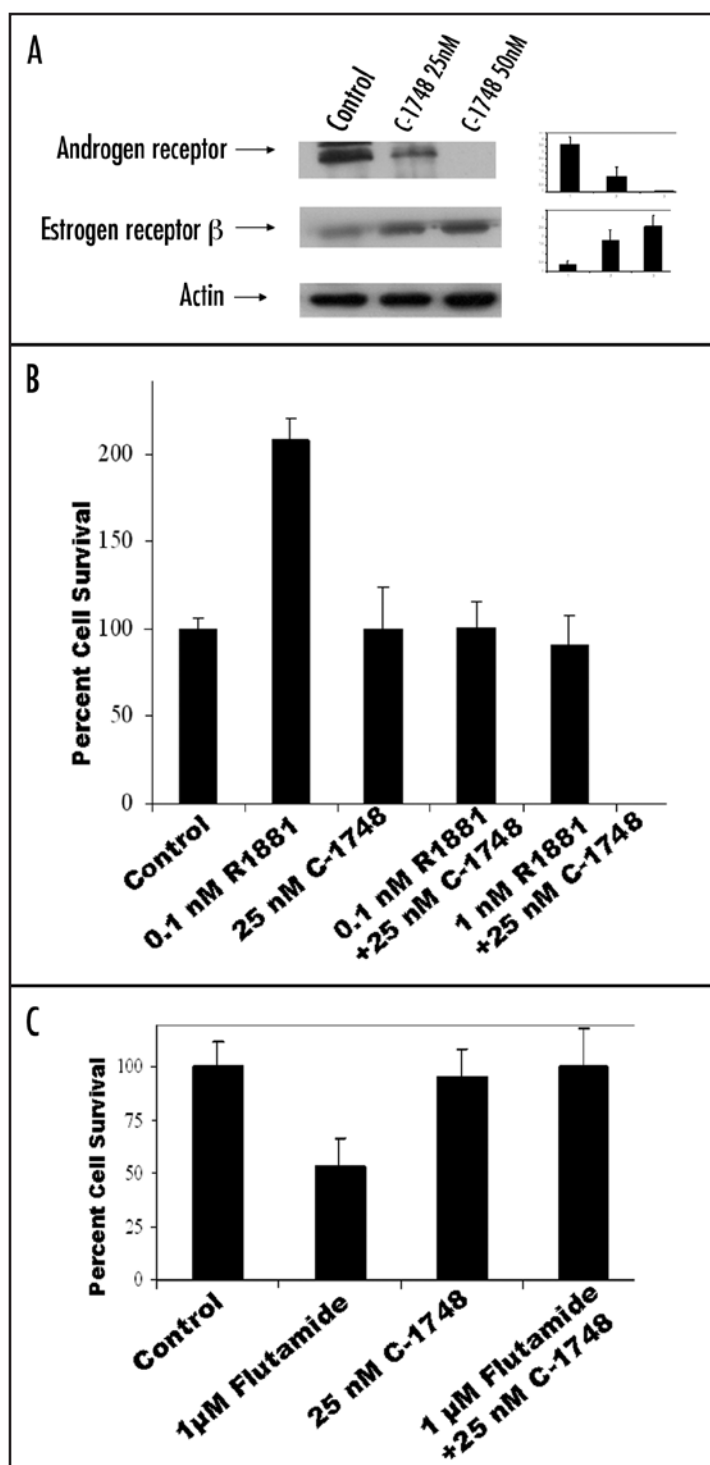 A
Control
C-1748 25nM
C-1748 50nM
Androgen receptor
Estrogen receptor β
Actin
B
Percent Cell Survival
200
150
100
50
0
Control
0.1 nM R1881
25 nM C-1748
0.1 nM R1881
+25 nM C-1748
1 nM R1881
+25 nM C-1748
C
Percent Cell Survival
100
75
50
25
0
Control
1µM Flutamide
25 nM C-1748
1 µM Flutamide
+25 nM C-1748